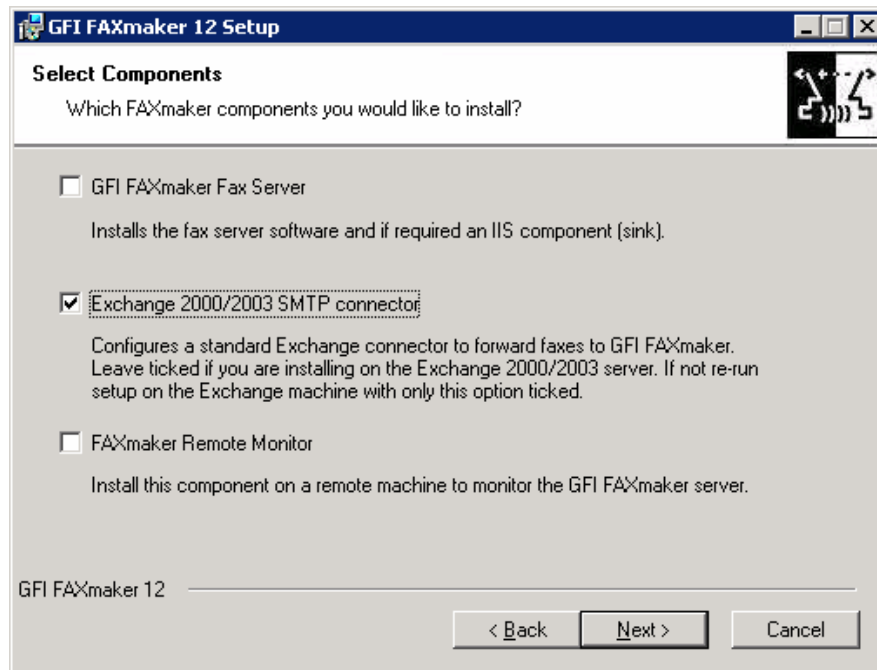 GFI FAXmaker 12 Setup
Select Components
Which FAXmaker components you would like to install?
GFI FAXmaker Fax Server
Installs the fax server software and if required an IIS component (sink).
Exchange 2000/2003 SMTP connector
Configures a standard Exchange connector to forward faxes to GFI FAXmaker.
Leave ticked if you are installing on the Exchange 2000/2003 server. If not re-run
setup on the Exchange machine with only this option ticked.
FAXmaker Remote Monitor
Install this component on a remote machine to monitor the GFI FAXmaker server.
GFI FAXmaker 12
< Back
Next >
Cancel